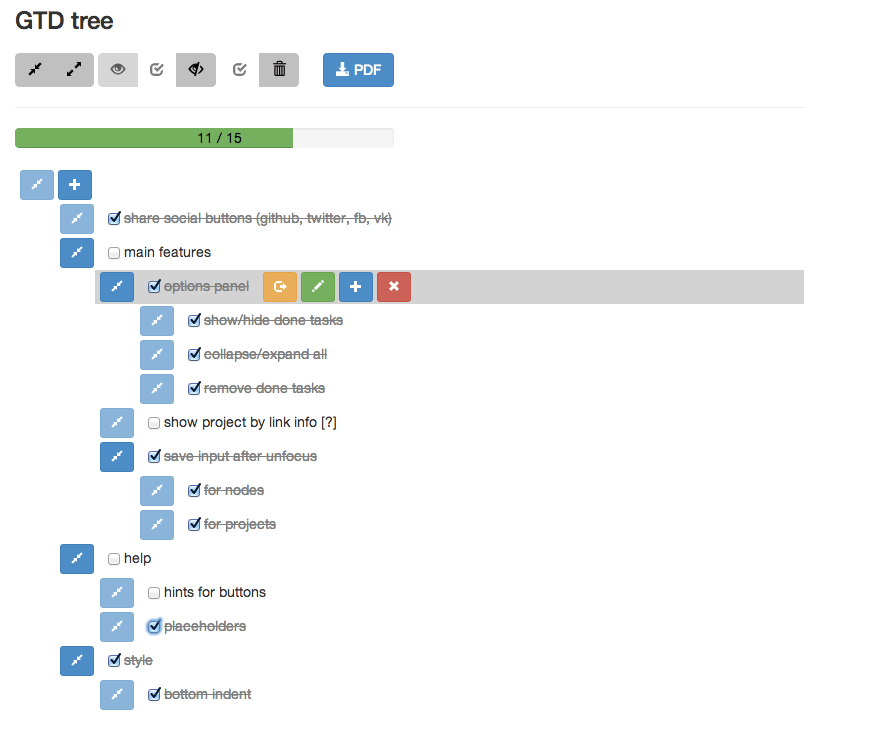 GTD tree
PDF
11 / 15
share social buttons (github, twitter, fb, vk)
main features
options panel
show/hide done tasks
collapse/expand all
remove done tasks
show project by link info [?]
save input after unfocus
for nodes
for projects
help
hints for buttons
placeholders
style
bottom indent